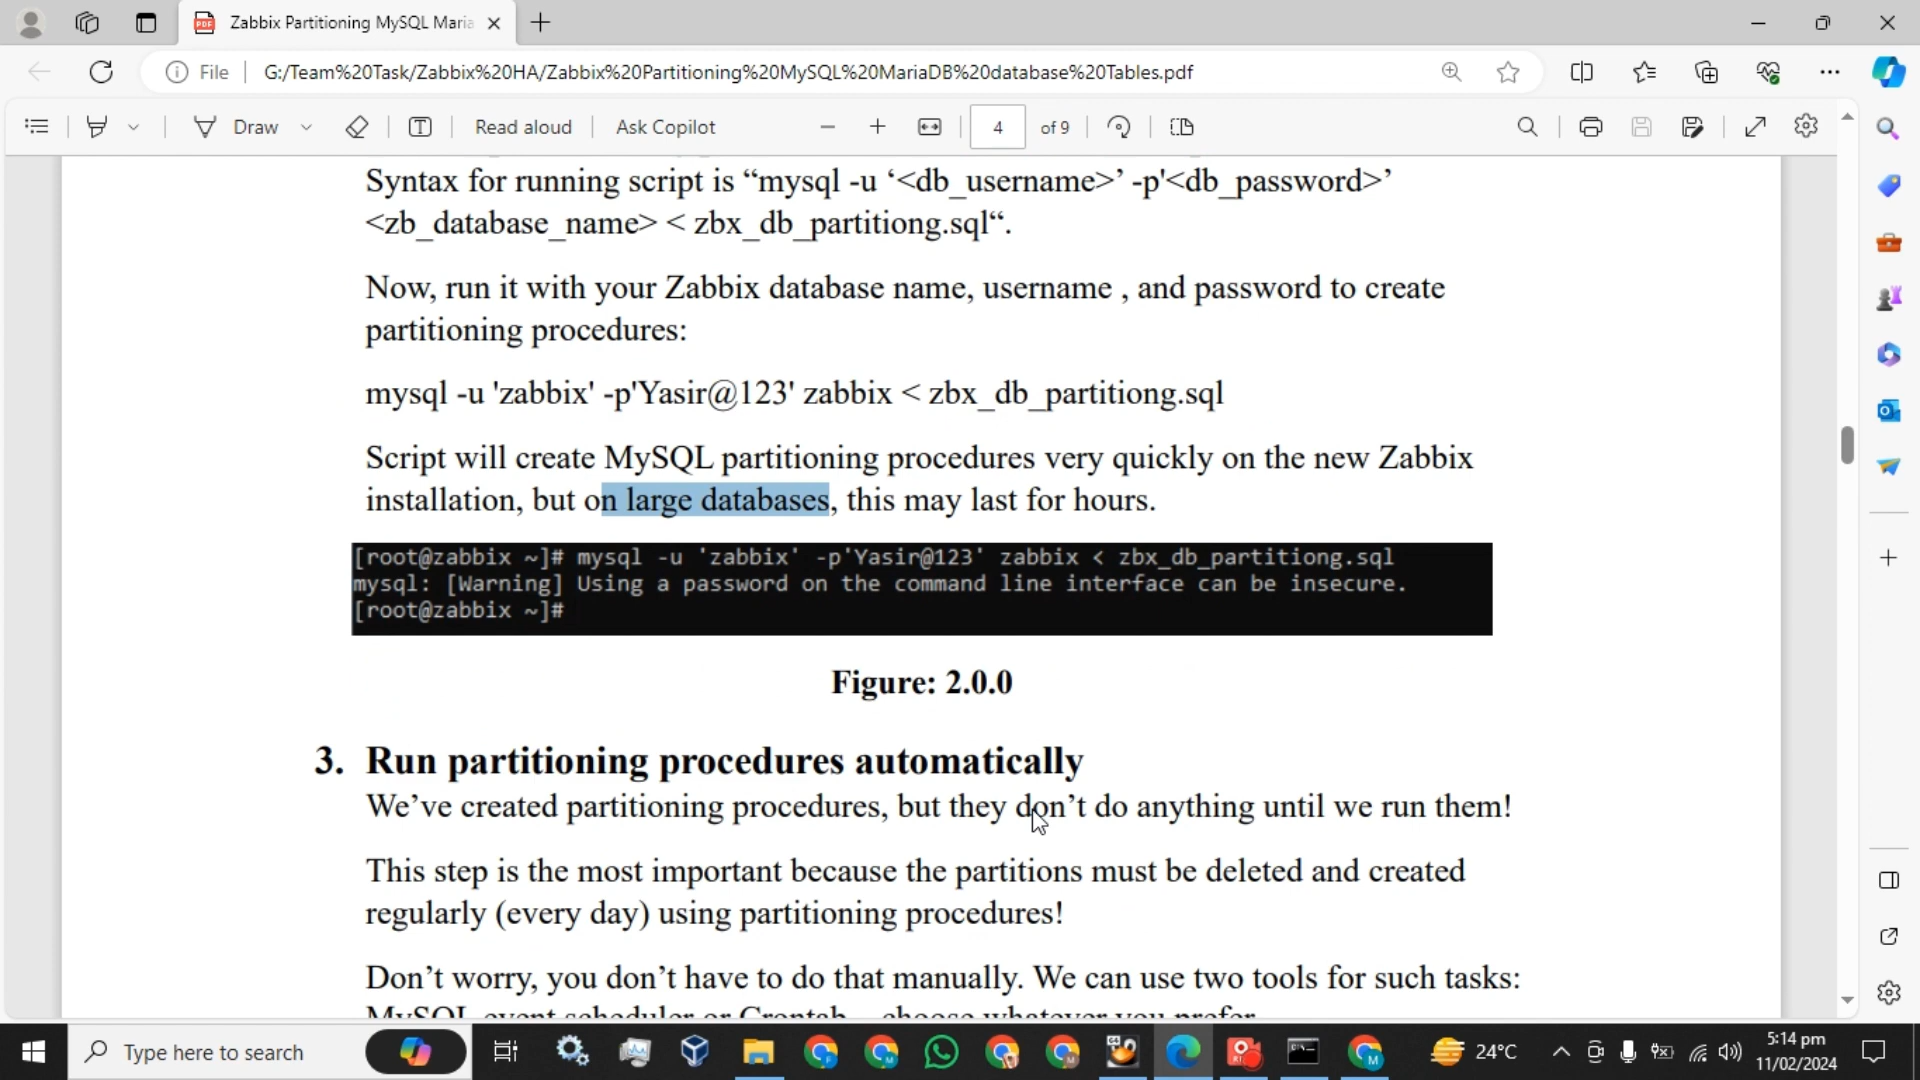 Zabbix Partitioning MySQL Maria
File
G:/Team%20Task/Zabbix%20HA/Zabbix%20Partitioning%20MySQL%20MariaDB%20database%20Tables.pdf
Draw
Read aloud
Ask Copilot
4
of 9
Syntax for running script is “mysql -u ‘<db_username>’ -p'<db_password>’
<zb_database_name> < zbx_db_partitiong.sql“.
Now, run it with your Zabbix database name, username , and password to create
partitioning procedures:
mysql -u 'zabbix' -p'Yasir@123' zabbix < zbx_db_partitiong.sql
Script will create MySQL partitioning procedures very quickly on the new Zabbix
installation, but on large databases, this may last for hours.
[root@zabbix ~]# mysql -u 'zabbix' -p'Yasir@123' zabbix < zbx_db_partitiong.sql
mysql: [Warning] Using a password on the command line interface can be insecure.
[root@zabbix ~]#
Figure: 2.0.0
3. Run partitioning procedures automatically
We’ve created partitioning procedures, but they don’t do anything until we run them!
This step is the most important because the partitions must be deleted and created
regularly (every day) using partitioning procedures!
Don’t worry, you don’t have to do that manually. We can use two tools for such tasks:
MySQL event scheduler or Crontab
choose whatever you prefer
Type here to search
24°C
5:14 pm
11/02/2024